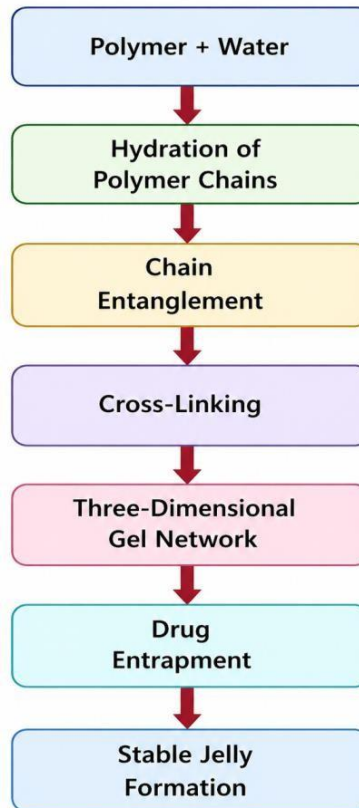 Polymer + Water
Hydration of
Polymer Chains
Chain
Entanglement
Cross-Linking
Three-Dimensional
Gel Network
Drug
Entrapment
Stable Jelly
Formation